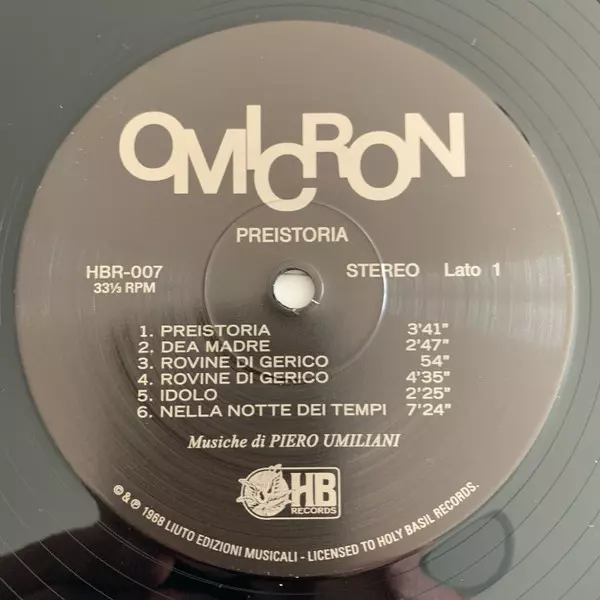 OMICRON
PREISTORIA
HBR-007 STEREO Lato 1
33⅓ RPM
1. PREISTORIA 3'41"
2. DEA MADRE 2'47"
3. ROVINE DI GERICO 54"
4. ROVINE DI GERICO 4'35"
5. IDOLO 2'25"
6. NELLA NOTTE DEI TEMPI 7'24"
Musiche di PIERO UMILIANI
HB
RECORDS
© & ℗ 1968 LIUTO EDIZIONI MUSICALI - LICENSED TO HOLY BASIL RECORDS.